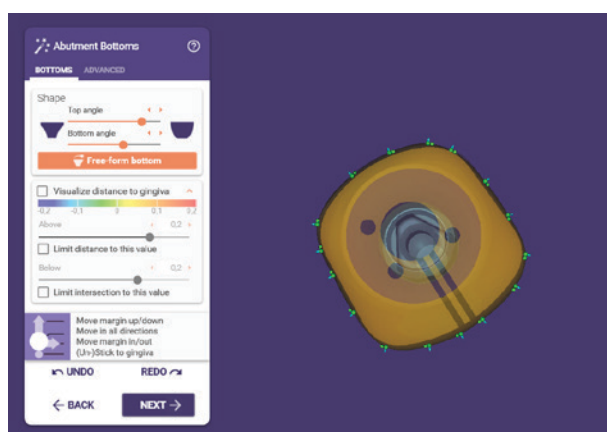 Abutment Bottoms
BOTTOMS ADVANCED
Shape
Top angle
Bottom angle
Free-form bottom
Visualize distance to gingiva
-0,2 -0,1 0 0,1 0,2
Above 0,2
Limit distance to this value
Below 0,2
Limit intersection to this value
Move margin up/down
Move in all directions
Move margin in/out
(Un-)Stick to gingiva
UNDO REDO
BACK NEXT